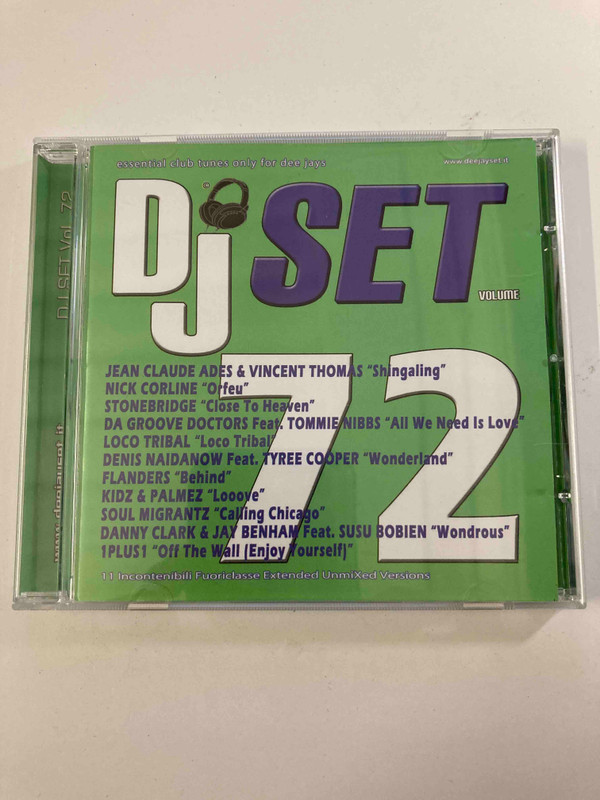 essential club tunes only for dee jays
www.deejayset.it
Dj SET
VOLUME
72
JEAN CLAUDE ADES & VINCENT THOMAS “Shingaling”
NICK CORLINE “Orfeu”
STONEBRIDGE “Close To Heaven”
DA GROOVE DOCTORS Feat. TOMMIE NIBBS “All We Need Is Love”
LOCO TRIBAL “Loco Tribal”
DENIS NAIDANOW Feat. TYREE COOPER “Wonderland”
FLANDERS “Behind”
KIDZ & PALMEZ “Looove”
SOUL MIGRANTZ “Calling Chicago”
DANNY CLARK & JAY BENHAM Feat. SUSU BOBIEN “Wondrous”
1PLUS1 “Off The Wall (Enjoy Yourself)”
11 Incontenibili Fuoriclasse Extended UnmiXed Versions
DJ SET Vol. 72
www.deejayset.it